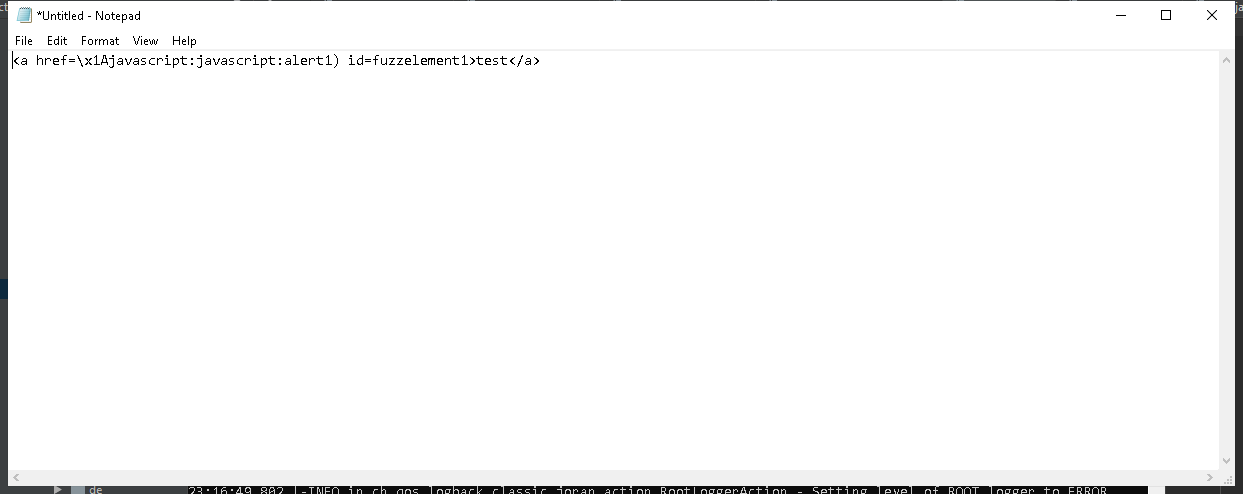 *Untitled - Notepad
File Edit Format View Help
<a href=\x1Ajavascript:javascript:alert1) id=fuzzelement1>test</a>
de 23:16:49,802 |-INFO in ch.qos.logback.classic.joran.action.RootLoggerAction - Setting level of ROOT logger to ERROR